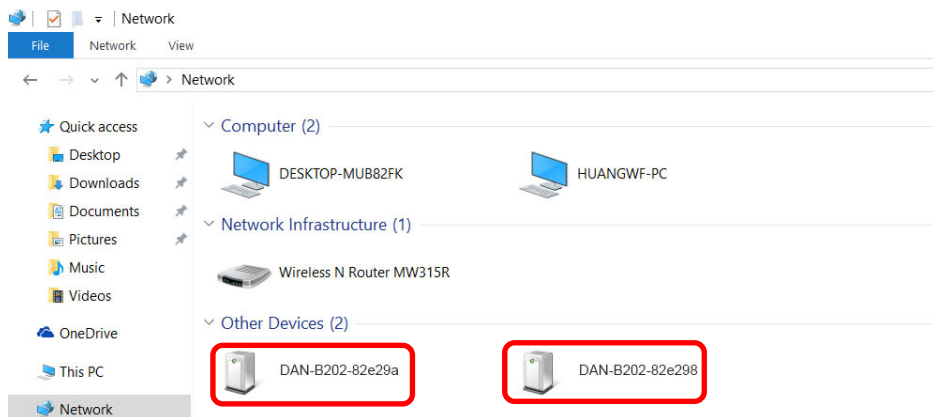 Network
File Network View
Network
Quick access
Desktop
Downloads
Documents
Pictures
Music
Videos
OneDrive
This PC
Network
Computer (2)
DESKTOP-MUB82FK HUANGWF-PC
Network Infrastructure (1)
Wireless N Router MW315R
Other Devices (2)
DAN-B202-82e29a DAN-B202-82e298